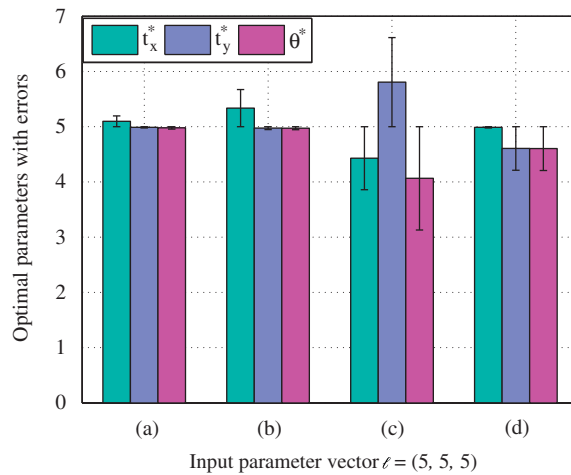 7
6
5
4
3
2
1
0
Optimal parameters with errors
t*x t*y θ*
(a) (b) (c) (d)
Input parameter vector ℓ = (5, 5, 5)